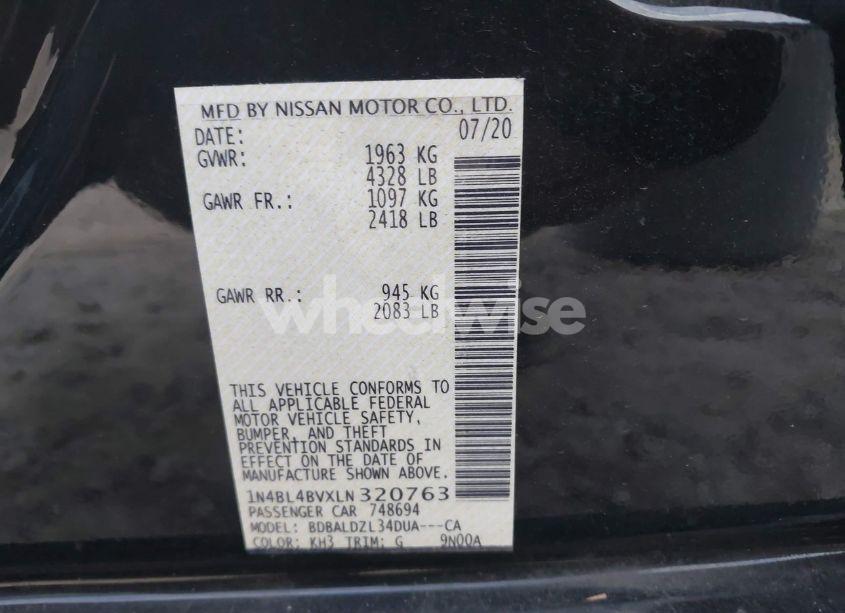 MFD BY NISSAN MOTOR CO., LTD.
DATE: 07/20
GVWR: 1963 KG
4328 LB
GAWR FR.: 1097 KG
2418 LB
GAWR RR.: 945 KG
2083 LB
wheelwise
THIS VEHICLE CONFORMS TO
ALL APPLICABLE FEDERAL
MOTOR VEHICLE SAFETY,
BUMPER, AND THEFT
PREVENTION STANDARDS IN
EFFECT ON THE DATE OF
MANUFACTURE SHOWN ABOVE.
1N4BL4BVXLN320763
PASSENGER CAR 748694
MODEL: BDBALDZL34DUA---CA
COLOR: KH3 TRIM: G 9N00A